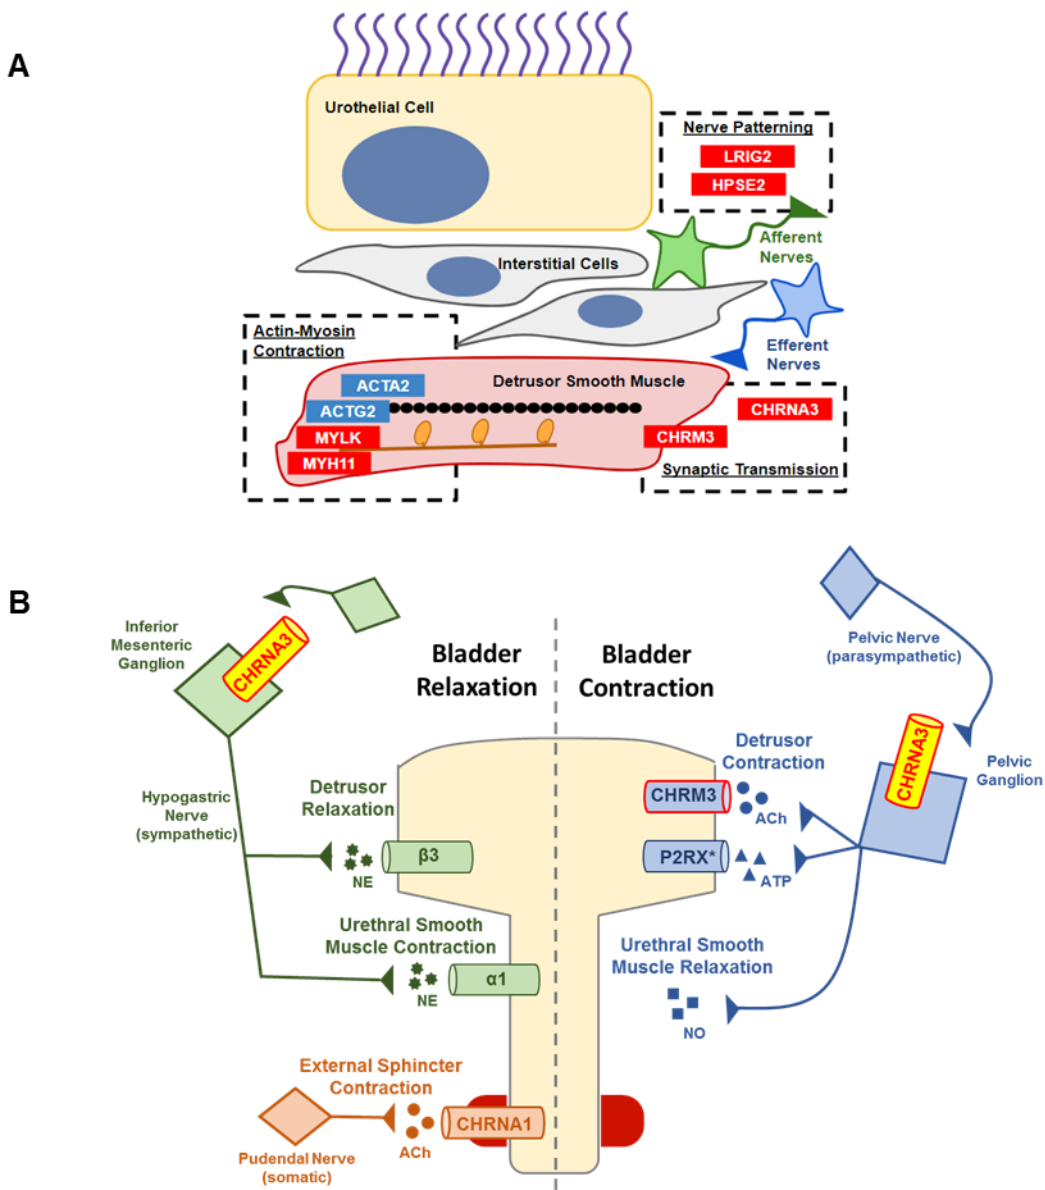 A
Urothelial Cell
Nerve Patterning
LRIG2
HPSE2
Afferent
Nerves
Interstitial Cells
Efferent
Nerves
Actin-Myosin
Contraction
ACTA2
ACTG2
MYLK
MYH11
Detrusor Smooth Muscle
CHRNA3
CHRM3
Synaptic Transmission
B
Inferior
Mesenteric
Ganglion
CHRNA3
Bladder
Relaxation
Bladder
Contraction
Pelvic Nerve
(parasympathetic)
CHRNA3
Pelvic
Ganglion
Hypogastric
Nerve
(sympathetic)
Detrusor
Relaxation
β3
NE
Detrusor
Contraction
CHRM3
ACh
P2RX*
ATP
Urethral Smooth
Muscle Contraction
α1
NE
Urethral Smooth
Muscle Relaxation
NO
External Sphincter
Contraction
CHRNA1
ACh
Pudendal Nerve
(somatic)